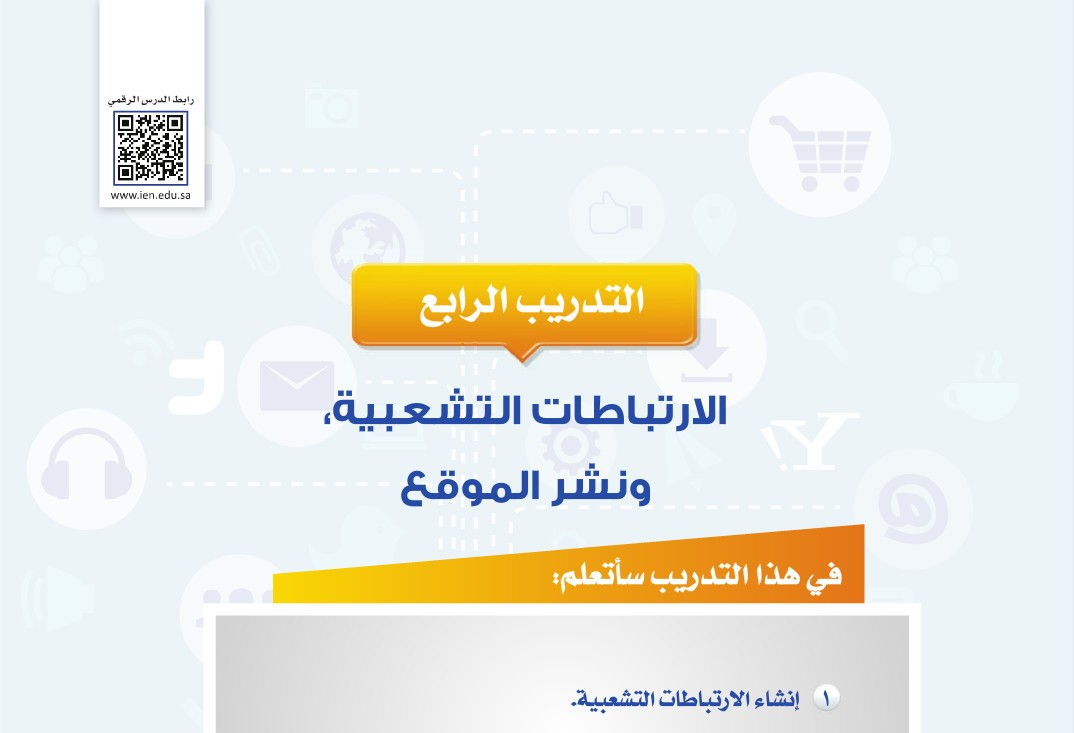 رابط الدرس الرقمي
www.ien.edu.sa
التدريب الرابع
الارتباطات التشعبية،
ونشر الموقع
في هذا التدريب سأتعلم:
١ إنشاء الارتباطات التشعبية.